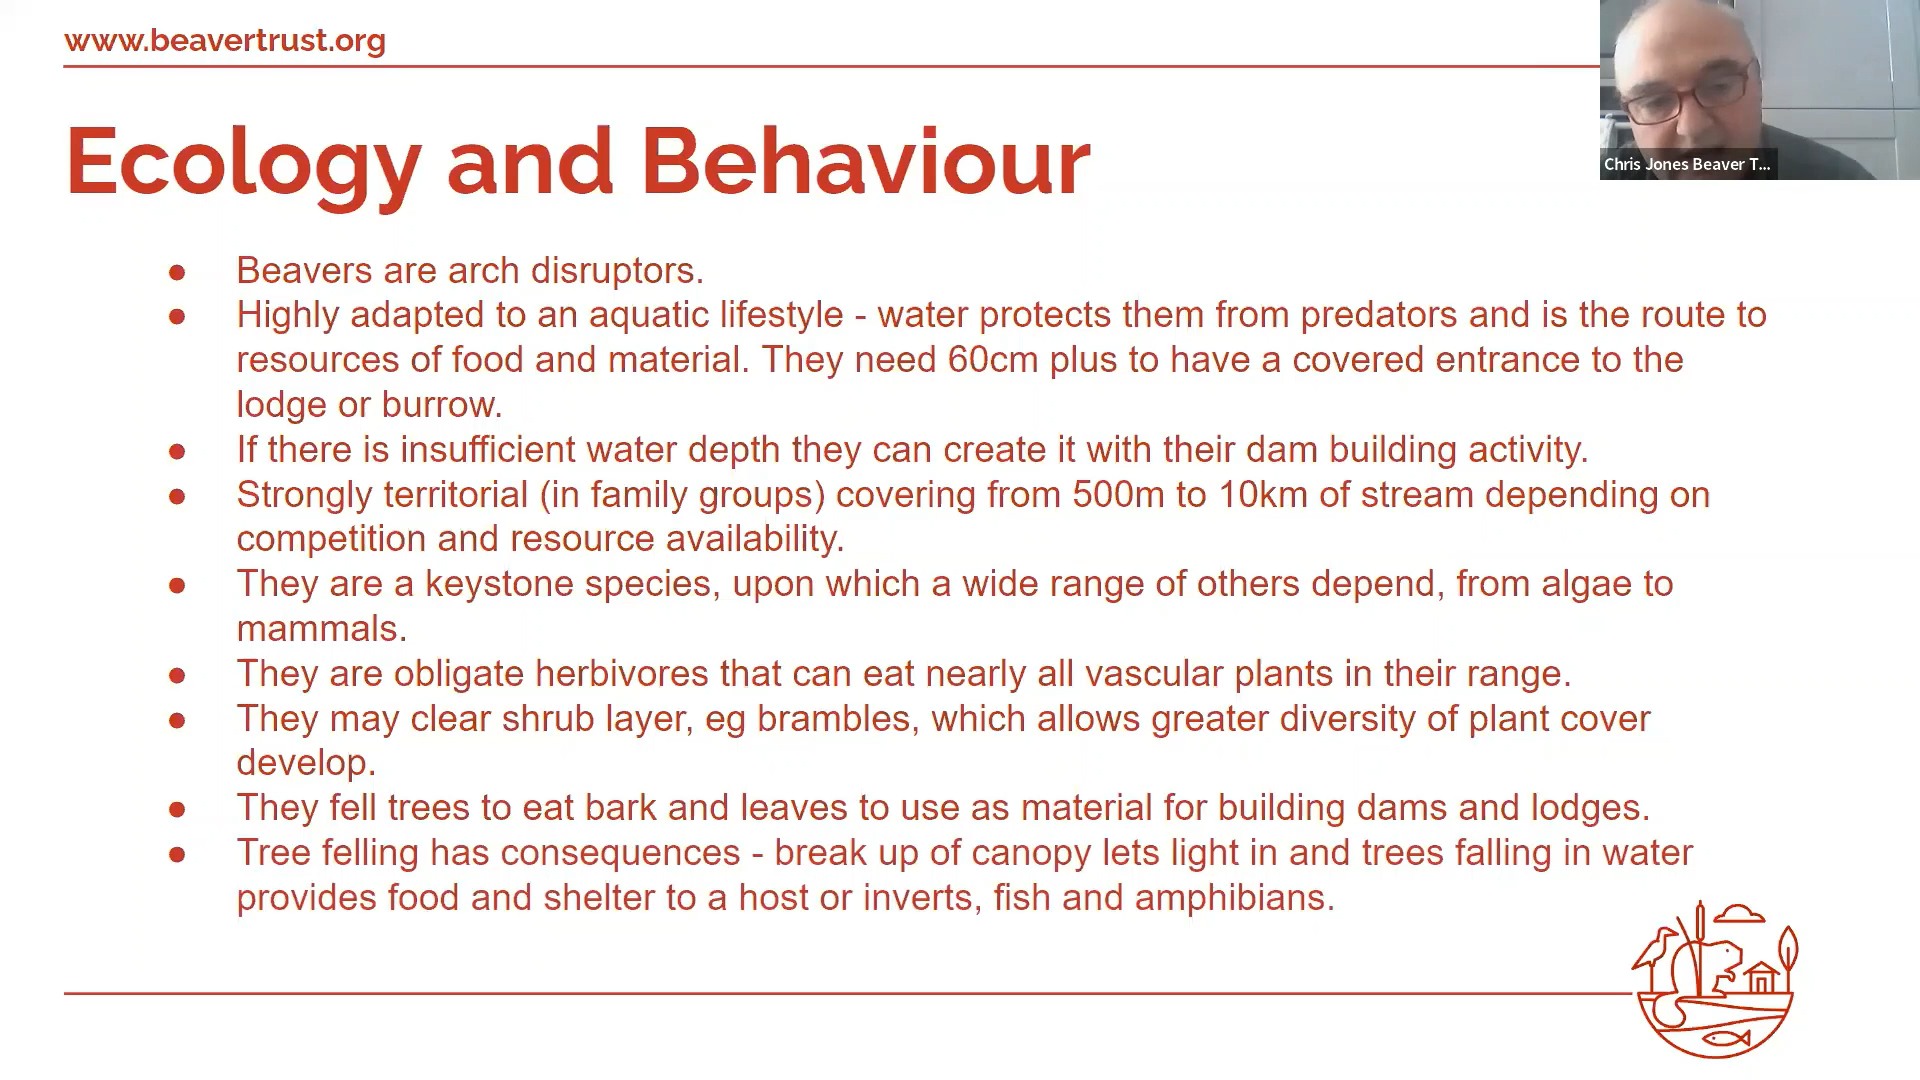 www.beavertrust.org
Chris Jones Beaver T...
Ecology and Behaviour
● Beavers are arch disruptors.
● Highly adapted to an aquatic lifestyle - water protects them from predators and is the route to
resources of food and material. They need 60cm plus to have a covered entrance to the
lodge or burrow.
● If there is insufficient water depth they can create it with their dam building activity.
● Strongly territorial (in family groups) covering from 500m to 10km of stream depending on
competition and resource availability.
● They are a keystone species, upon which a wide range of others depend, from algae to
mammals.
● They are obligate herbivores that can eat nearly all vascular plants in their range.
● They may clear shrub layer, eg brambles, which allows greater diversity of plant cover
develop.
● They fell trees to eat bark and leaves to use as material for building dams and lodges.
● Tree felling has consequences - break up of canopy lets light in and trees falling in water
provides food and shelter to a host or inverts, fish and amphibians.